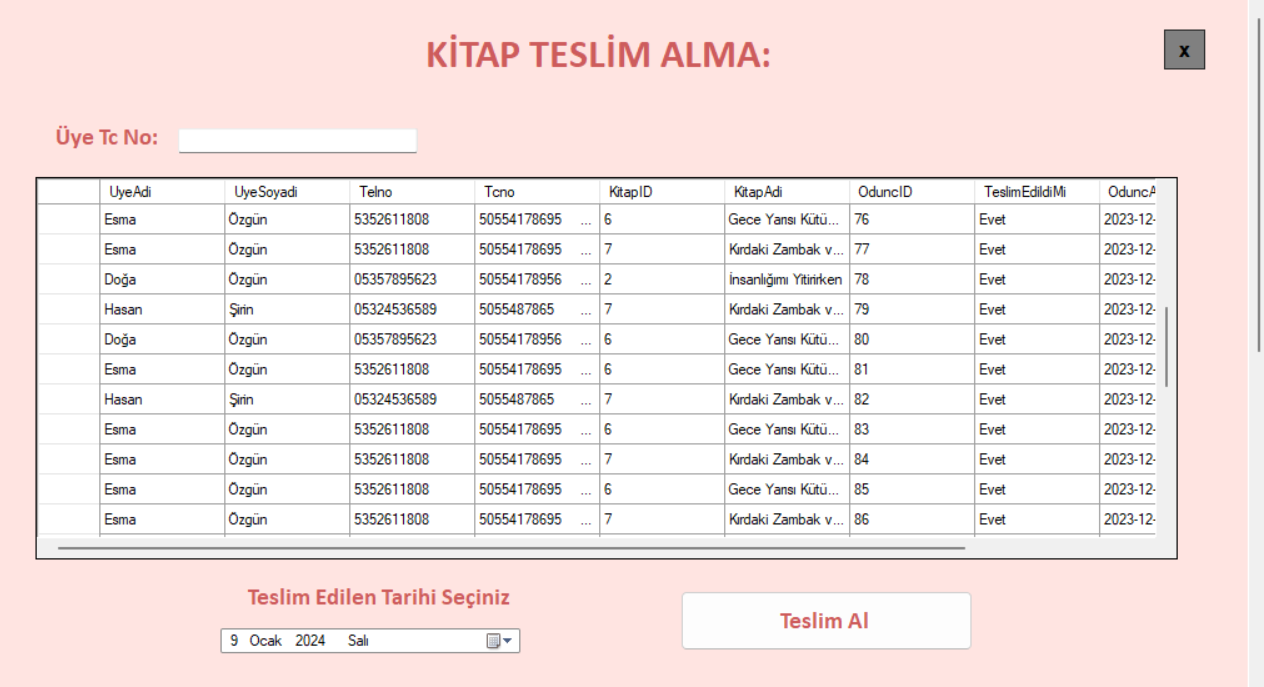 KİTAP TESLİM ALMA:
x
Üye Tc No:
UyeAdi UyeSoyadi Telno Tcno KitapID KitapAdi OduncID TeslimEdildiMi OduncA
Esma Özgün 5352611808 50554178695 ... 6 Gece Yarısı Kütü... 76 Evet 2023-12-
Esma Özgün 5352611808 50554178695 ... 7 Kırdaki Zambak v... 77 Evet 2023-12-
Doğa Özgün 05357895623 50554178956 ... 2 İnsanlığımı Yitirirken 78 Evet 2023-12-
Hasan Şirin 05324536589 5055487865 ... 7 Kırdaki Zambak v... 79 Evet 2023-12-
Doğa Özgün 05357895623 50554178956 ... 6 Gece Yarısı Kütü... 80 Evet 2023-12-
Esma Özgün 5352611808 50554178695 ... 6 Gece Yarısı Kütü... 81 Evet 2023-12-
Hasan Şirin 05324536589 5055487865 ... 7 Kırdaki Zambak v... 82 Evet 2023-12-
Esma Özgün 5352611808 50554178695 ... 6 Gece Yarısı Kütü... 83 Evet 2023-12-
Esma Özgün 5352611808 50554178695 ... 7 Kırdaki Zambak v... 84 Evet 2023-12-
Esma Özgün 5352611808 50554178695 ... 6 Gece Yarısı Kütü... 85 Evet 2023-12-
Esma Özgün 5352611808 50554178695 ... 7 Kırdaki Zambak v... 86 Evet 2023-12-
Teslim Edilen Tarihi Seçiniz
9 Ocak 2024 Salı
Teslim Al